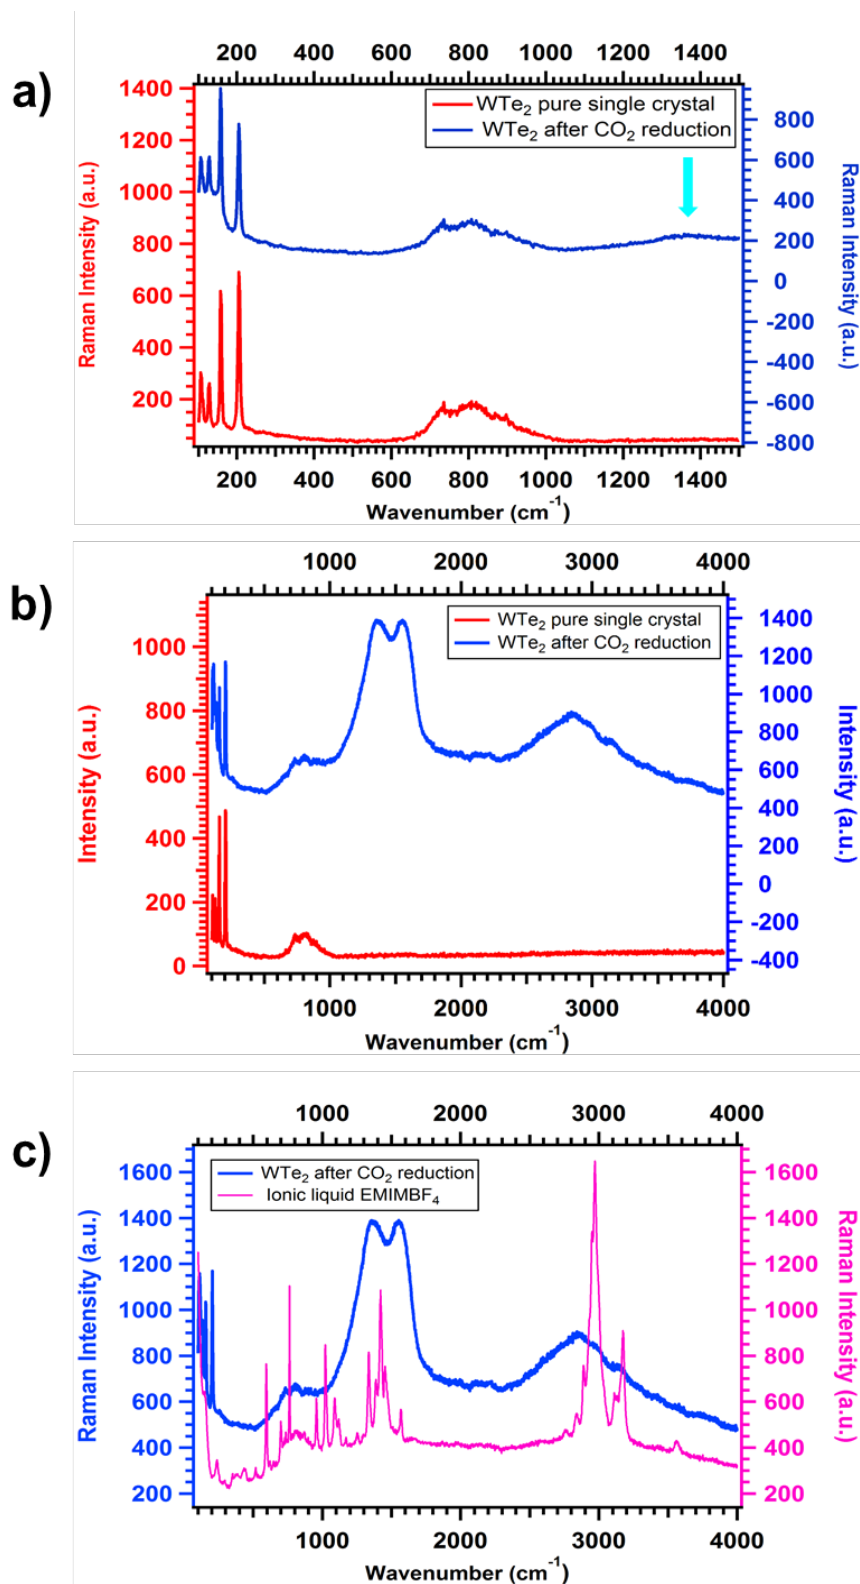 a)
200 400 600 800 1000 1200 1400
WTe₂ pure single crystal
WTe₂ after CO₂ reduction
Raman Intensity (a.u.)
1400
1200
1000
800
600
400
200
800
600
400
200
0
-200
-400
-600
-800
Raman Intensity (a.u.)
200 400 600 800 1000 1200 1400
Wavenumber (cm⁻¹)
b)
1000 2000 3000 4000
WTe₂ pure single crystal
WTe₂ after CO₂ reduction
Intensity (a.u.)
1000
800
600
400
200
0
1400
1200
1000
800
600
400
200
0
-200
-400
Intensity (a.u.)
1000 2000 3000 4000
Wavenumber (cm⁻¹)
c)
1000 2000 3000 4000
WTe₂ after CO₂ reduction
Ionic liquid EMIMBF₄
Raman Intensity (a.u.)
1600
1400
1200
1000
800
600
400
200
1600
1400
1200
1000
800
600
400
200
Raman Intensity (a.u.)
1000 2000 3000 4000
Wavenumber (cm⁻¹)